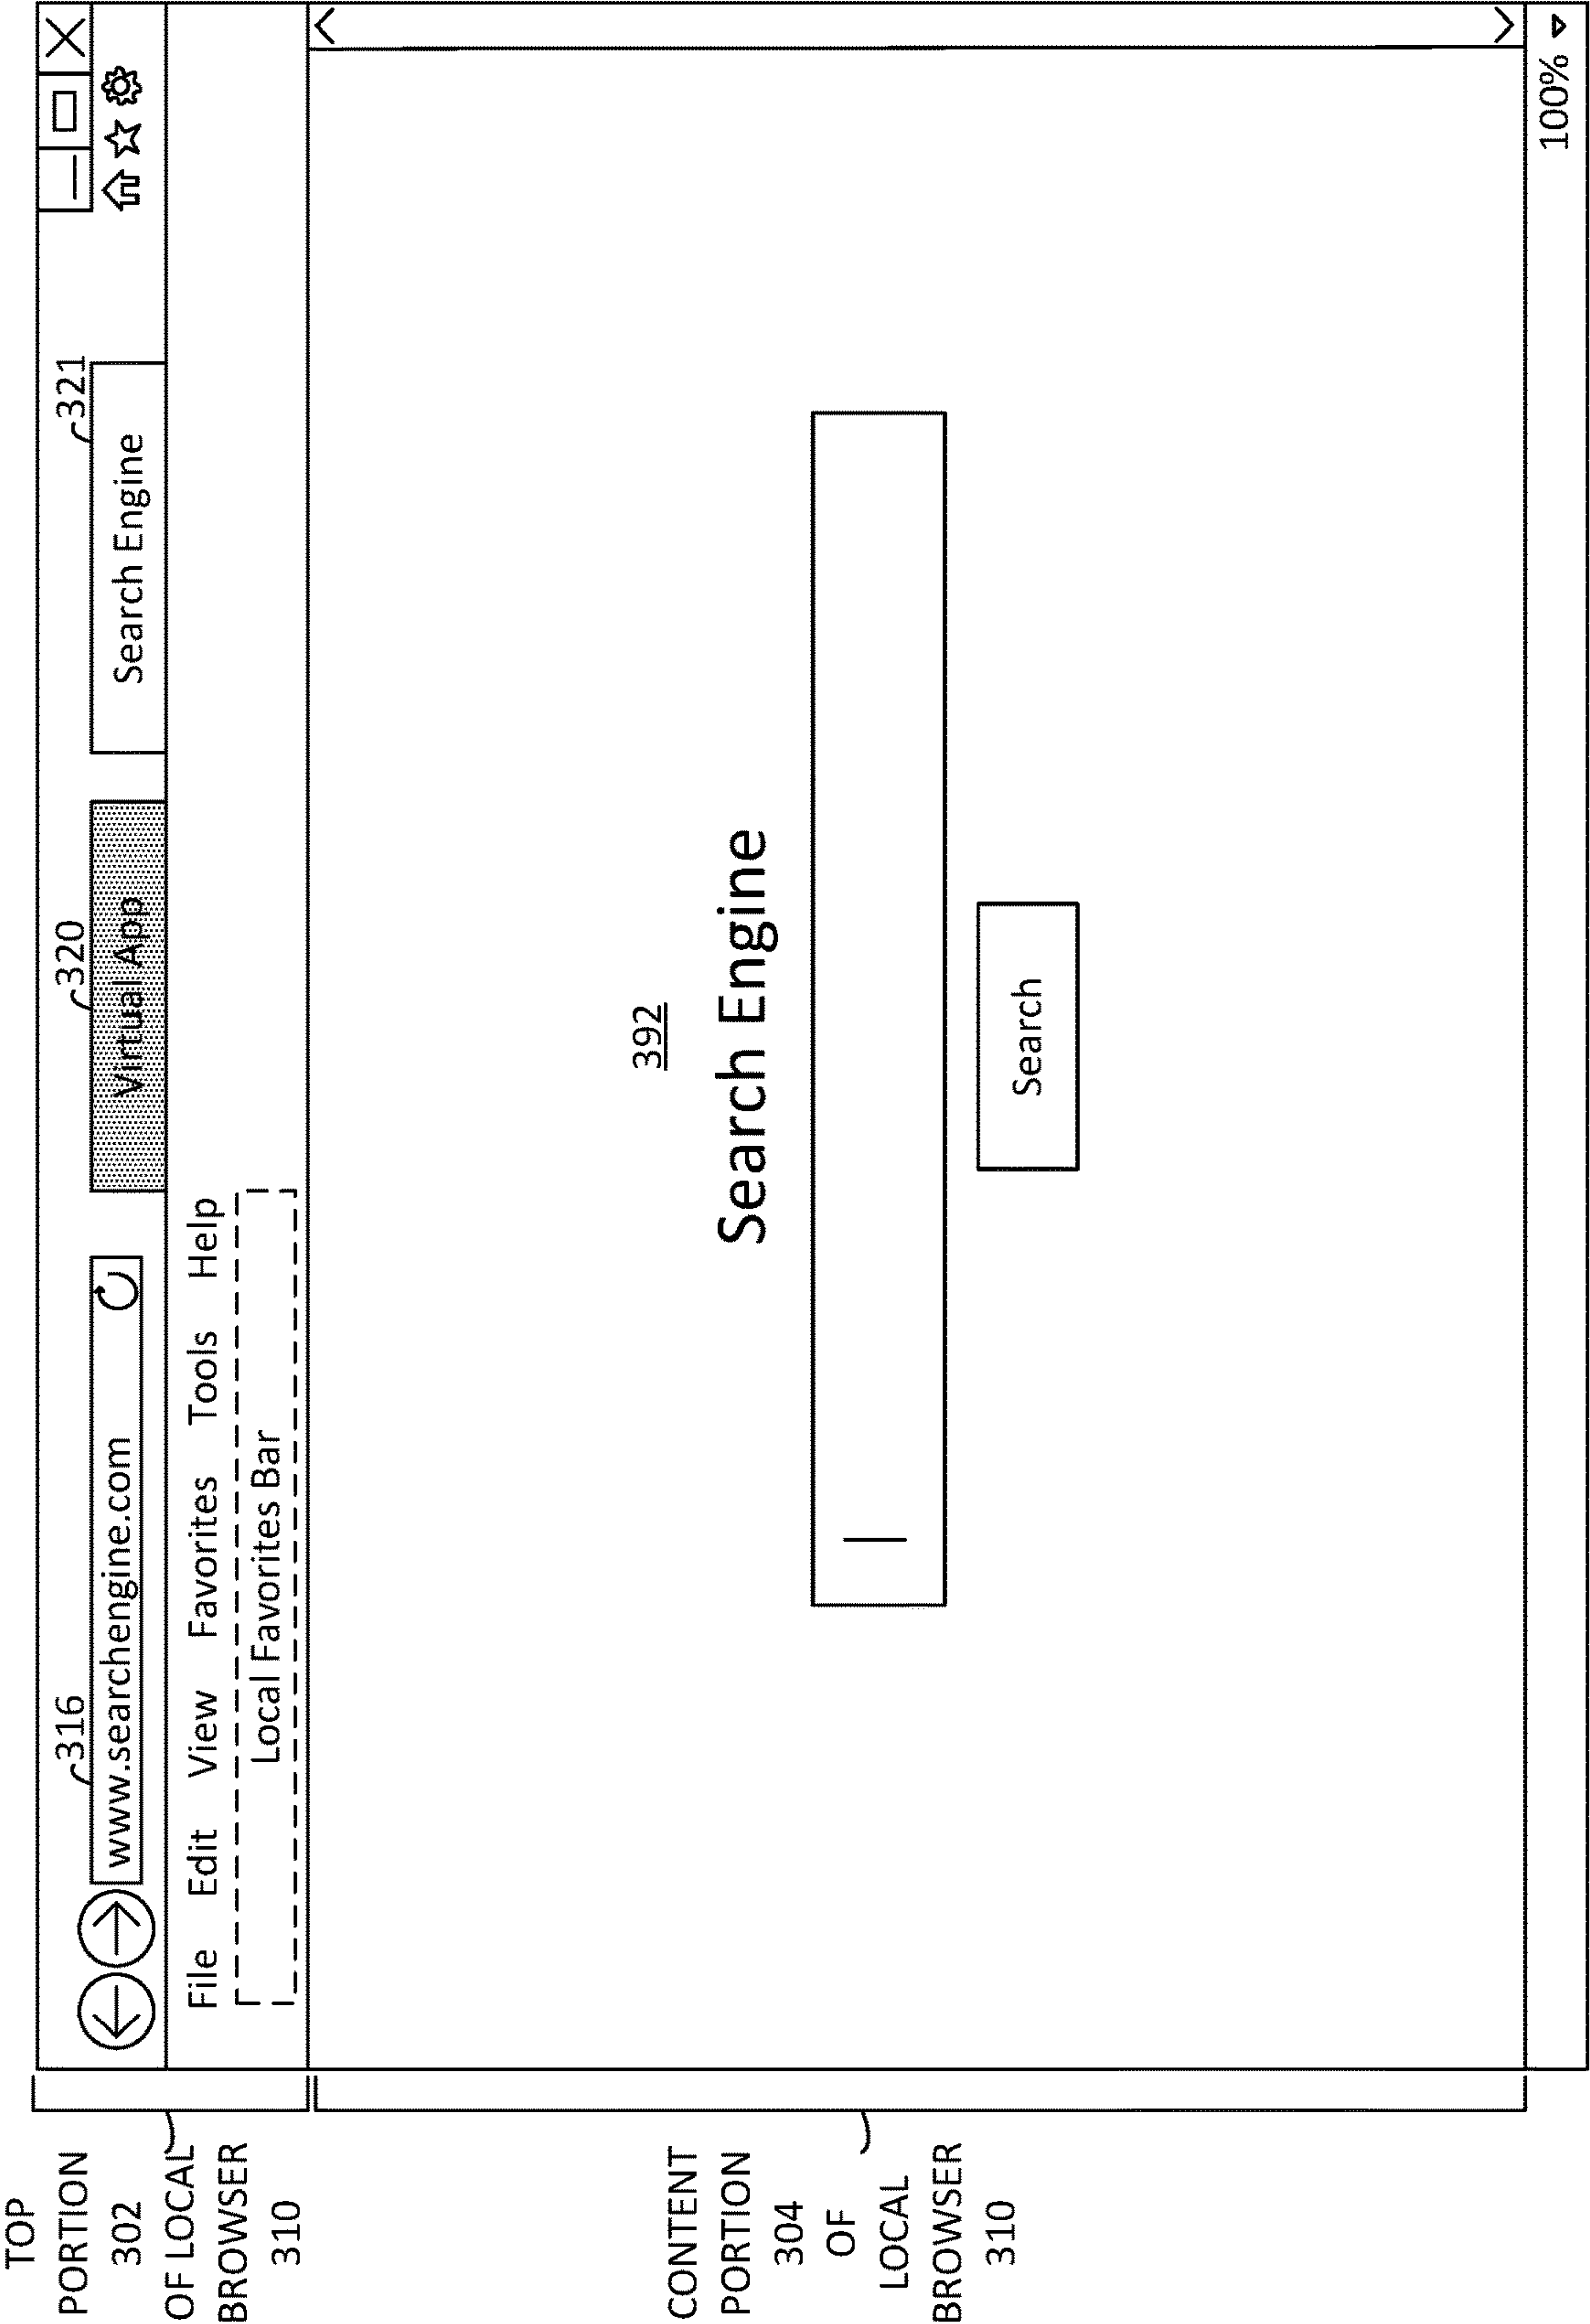 TOP
PORTION
302
OF LOCAL
BROWSER
310
316
320
321
www.searchengine.com
Virtual App
Search Engine
File Edit View Favorites Tools Help
Local Favorites Bar
CONTENT
PORTION
304
OF
LOCAL
BROWSER
310
392
Search Engine
Search
100%